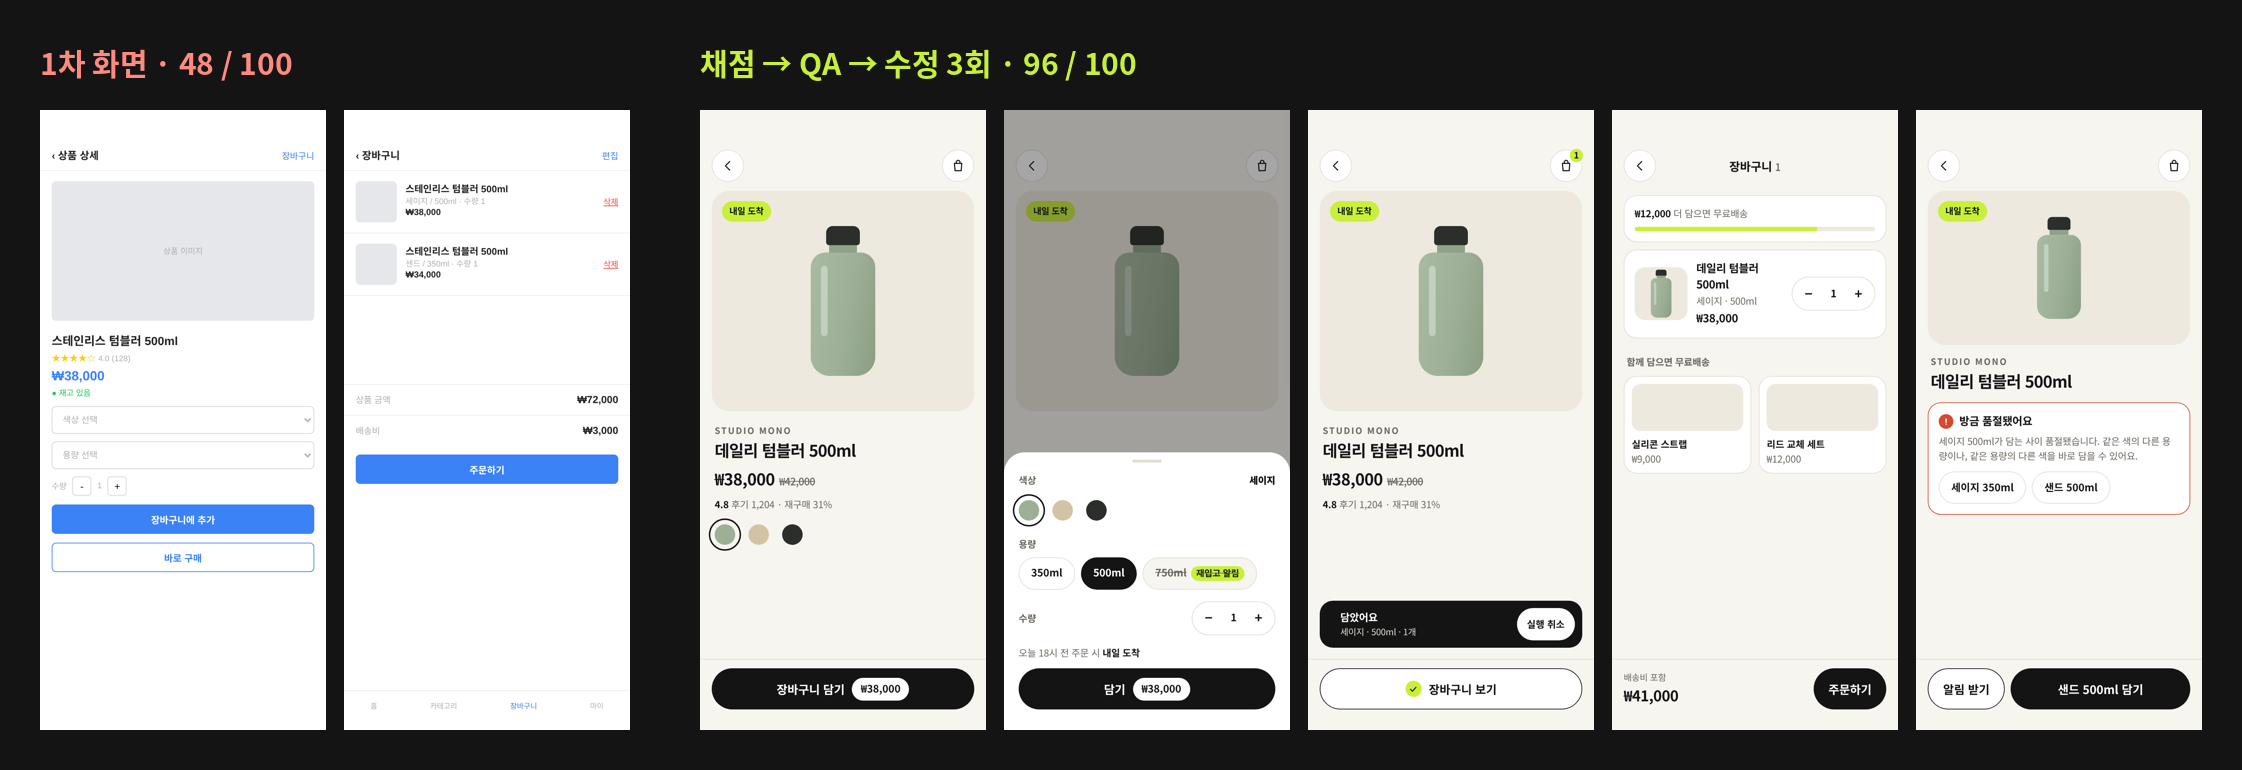 1차 화면 · 48 / 100
채점 → QA → 수정 3회 · 96 / 100
‹ 상품 상세
장바구니
상품 이미지
스테인리스 텀블러 500ml
★★★★☆ 4.0 (128)
₩38,000
● 재고 있음
색상 선택
용량 선택
수량 - 1 +
장바구니에 추가
바로 구매
‹ 장바구니
편집
스테인리스 텀블러 500ml
세이지 / 500ml · 수량 1
₩38,000
삭제
스테인리스 텀블러 500ml
샌드 / 350ml · 수량 1
₩34,000
삭제
상품 금액 ₩72,000
배송비 ₩3,000
주문하기
홈 카테고리 장바구니 마이
내일 도착
STUDIO MONO
데일리 텀블러 500ml
₩38,000 ₩42,000
4.8 후기 1,204 · 재구매 31%
장바구니 담기 ₩38,000
내일 도착
색상 세이지
용량
350ml 500ml 750ml 재입고 알림
수량 − 1 +
오늘 18시 전 주문 시 내일 도착
담기 ₩38,000
1
내일 도착
STUDIO MONO
데일리 텀블러 500ml
₩38,000 ₩42,000
4.8 후기 1,204 · 재구매 31%
담았어요
세이지 · 500ml · 1개
실행 취소
장바구니 보기
장바구니 1
₩12,000 더 담으면 무료배송
데일리 텀블러
500ml
세이지 · 500ml
₩38,000
− 1 +
함께 담으면 무료배송
실리콘 스트랩
₩9,000
리드 교체 세트
₩12,000
배송비 포함
₩41,000
주문하기
내일 도착
STUDIO MONO
데일리 텀블러 500ml
! 방금 품절됐어요
세이지 500ml가 담는 사이 품절됐습니다. 같은 색의 다른 용
량이나, 같은 용량의 다른 색을 바로 담을 수 있어요.
세이지 350ml 샌드 500ml
알림 받기 샌드 500ml 담기